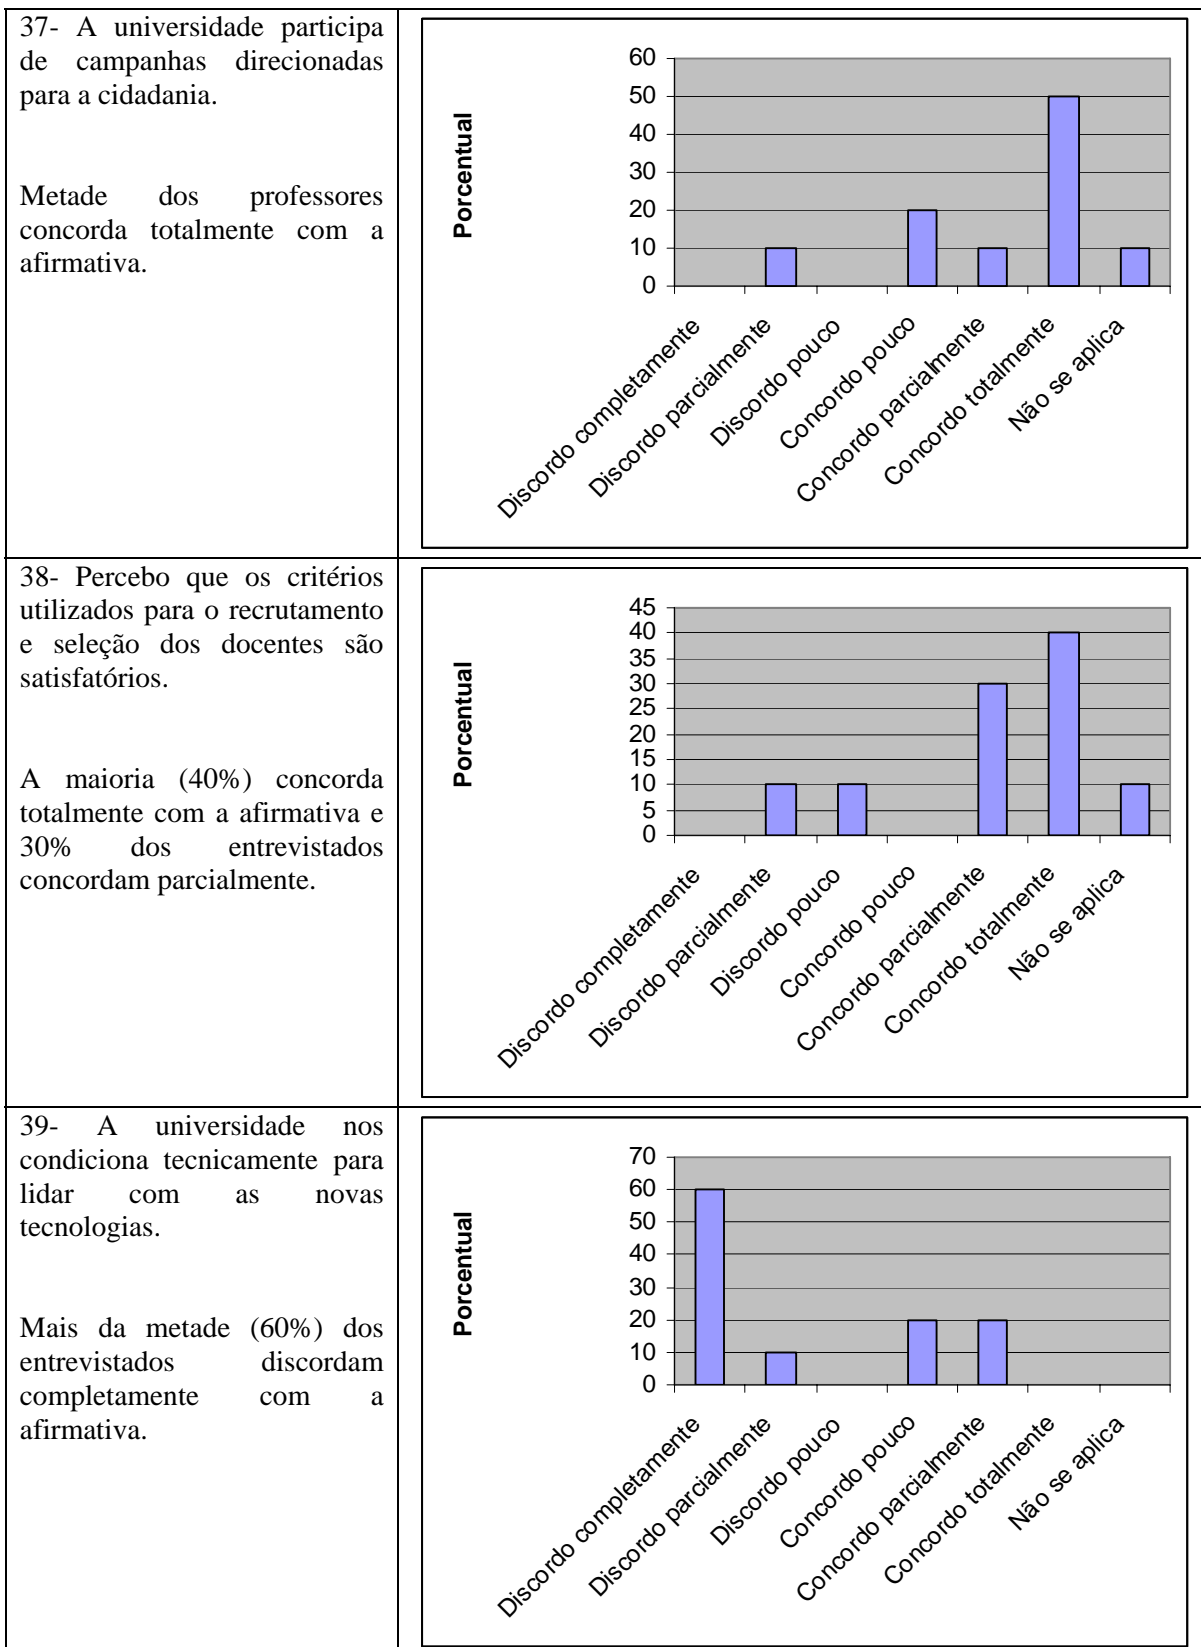 37- A universidade participa
de campanhas direcionadas
para a cidadania.
Metade dos professores
concorda totalmente com a
afirmativa.
Porcentual
60
50
40
30
20
10
0
Discordo completamente
Discordo parcialmente
Discordo pouco
Concordo pouco
Concordo parcialmente
Concordo totalmente
Não se aplica
38- Percebo que os critérios
utilizados para o recrutamento
e seleção dos docentes são
satisfatórios.
A maioria (40%) concorda
totalmente com a afirmativa e
30% dos entrevistados
concordam parcialmente.
Porcentual
45
40
35
30
25
20
15
10
5
0
Discordo completamente
Discordo parcialmente
Discordo pouco
Concordo pouco
Concordo parcialmente
Concordo totalmente
Não se aplica
39- A universidade nos
condiciona tecnicamente para
lidar com as novas
tecnologias.
Mais da metade (60%) dos
entrevistados discordam
completamente com a
afirmativa.
Porcentual
70
60
50
40
30
20
10
0
Discordo completamente
Discordo parcialmente
Discordo pouco
Concordo pouco
Concordo parcialmente
Concordo totalmente
Não se aplica